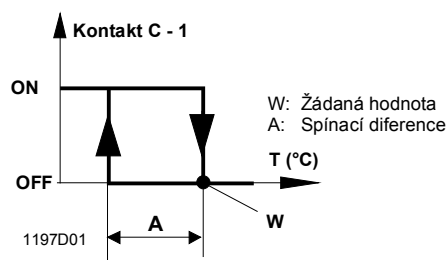 Kontakt C - 1
ON
W: Žádaná hodnota
A: Spínací diference
T (°C)
OFF
A
W
1197D01